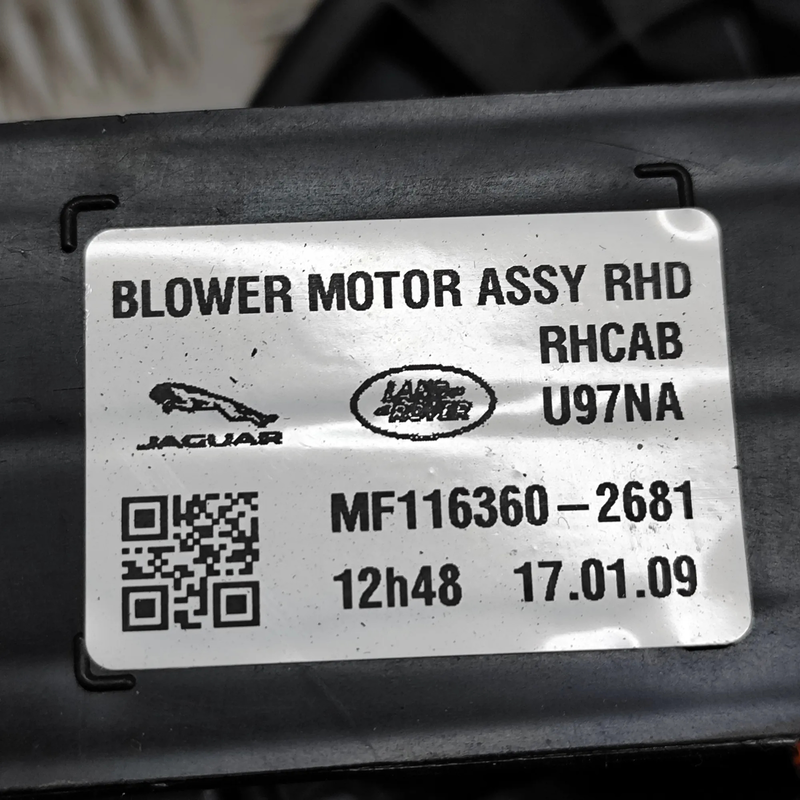 BLOWER MOTOR ASSY RHD
RHCAB
JAGUAR
LAND ROVER
U97NA
MF116360-2681
12h48 17.01.09